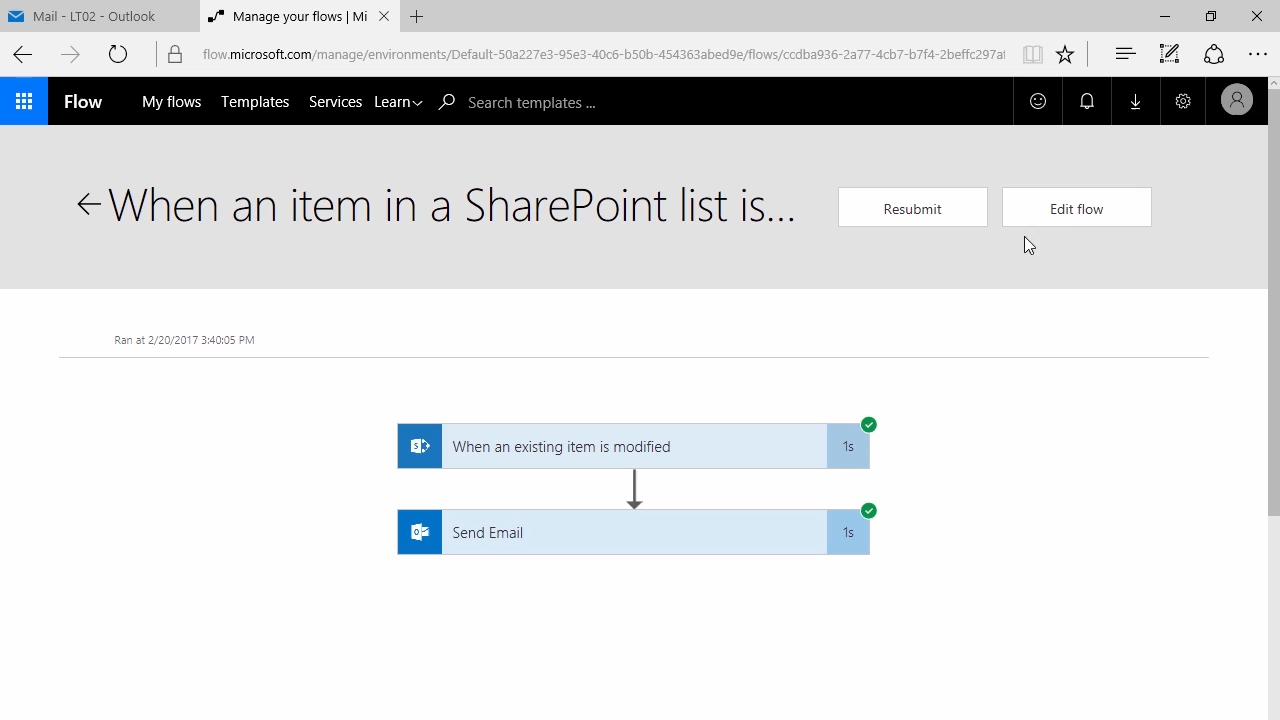 Mail - LT02 - Outlook
Manage your flows | Mi
flow.microsoft.com/manage/environments/Default-50a227e3-95e3-40c6-b50b-454363abed9e/flows/ccdba936-2a77-4cb7-b7f4-2beffc297a
Flow
My flows
Templates
Services
Learn
Search templates ...
When an item in a SharePoint list is...
Resubmit
Edit flow
Ran at 2/20/2017 3:40:05 PM
When an existing item is modified
1s
Send Email
1s